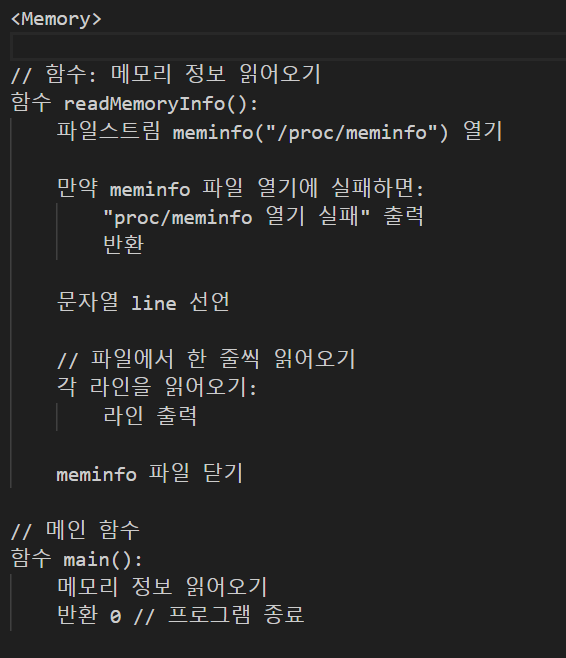 <Memory>
// 함수: 메모리 정보 읽어오기
함수 readMemoryInfo():
파일스트림 meminfo("/proc/meminfo") 열기
만약 meminfo 파일 열기에 실패하면:
"proc/meminfo 열기 실패" 출력
반환
문자열 line 선언
// 파일에서 한 줄씩 읽어오기
각 라인을 읽어오기:
라인 출력
meminfo 파일 닫기
// 메인 함수
함수 main():
메모리 정보 읽어오기
반환 0 // 프로그램 종료